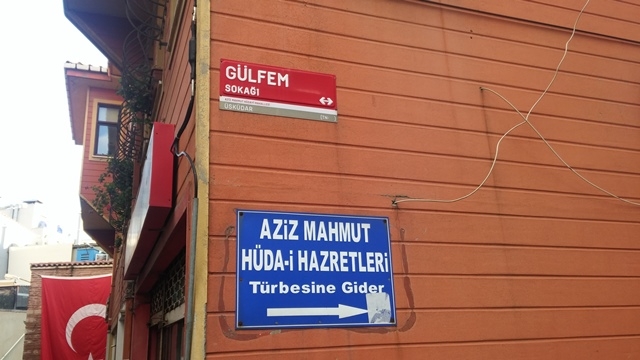 GÜLFEM
SOKAĞI
ÜSKÜDAR
AZiZ MAHMUT
HÜDA-i HAZRETLERi
Türbesine Gider